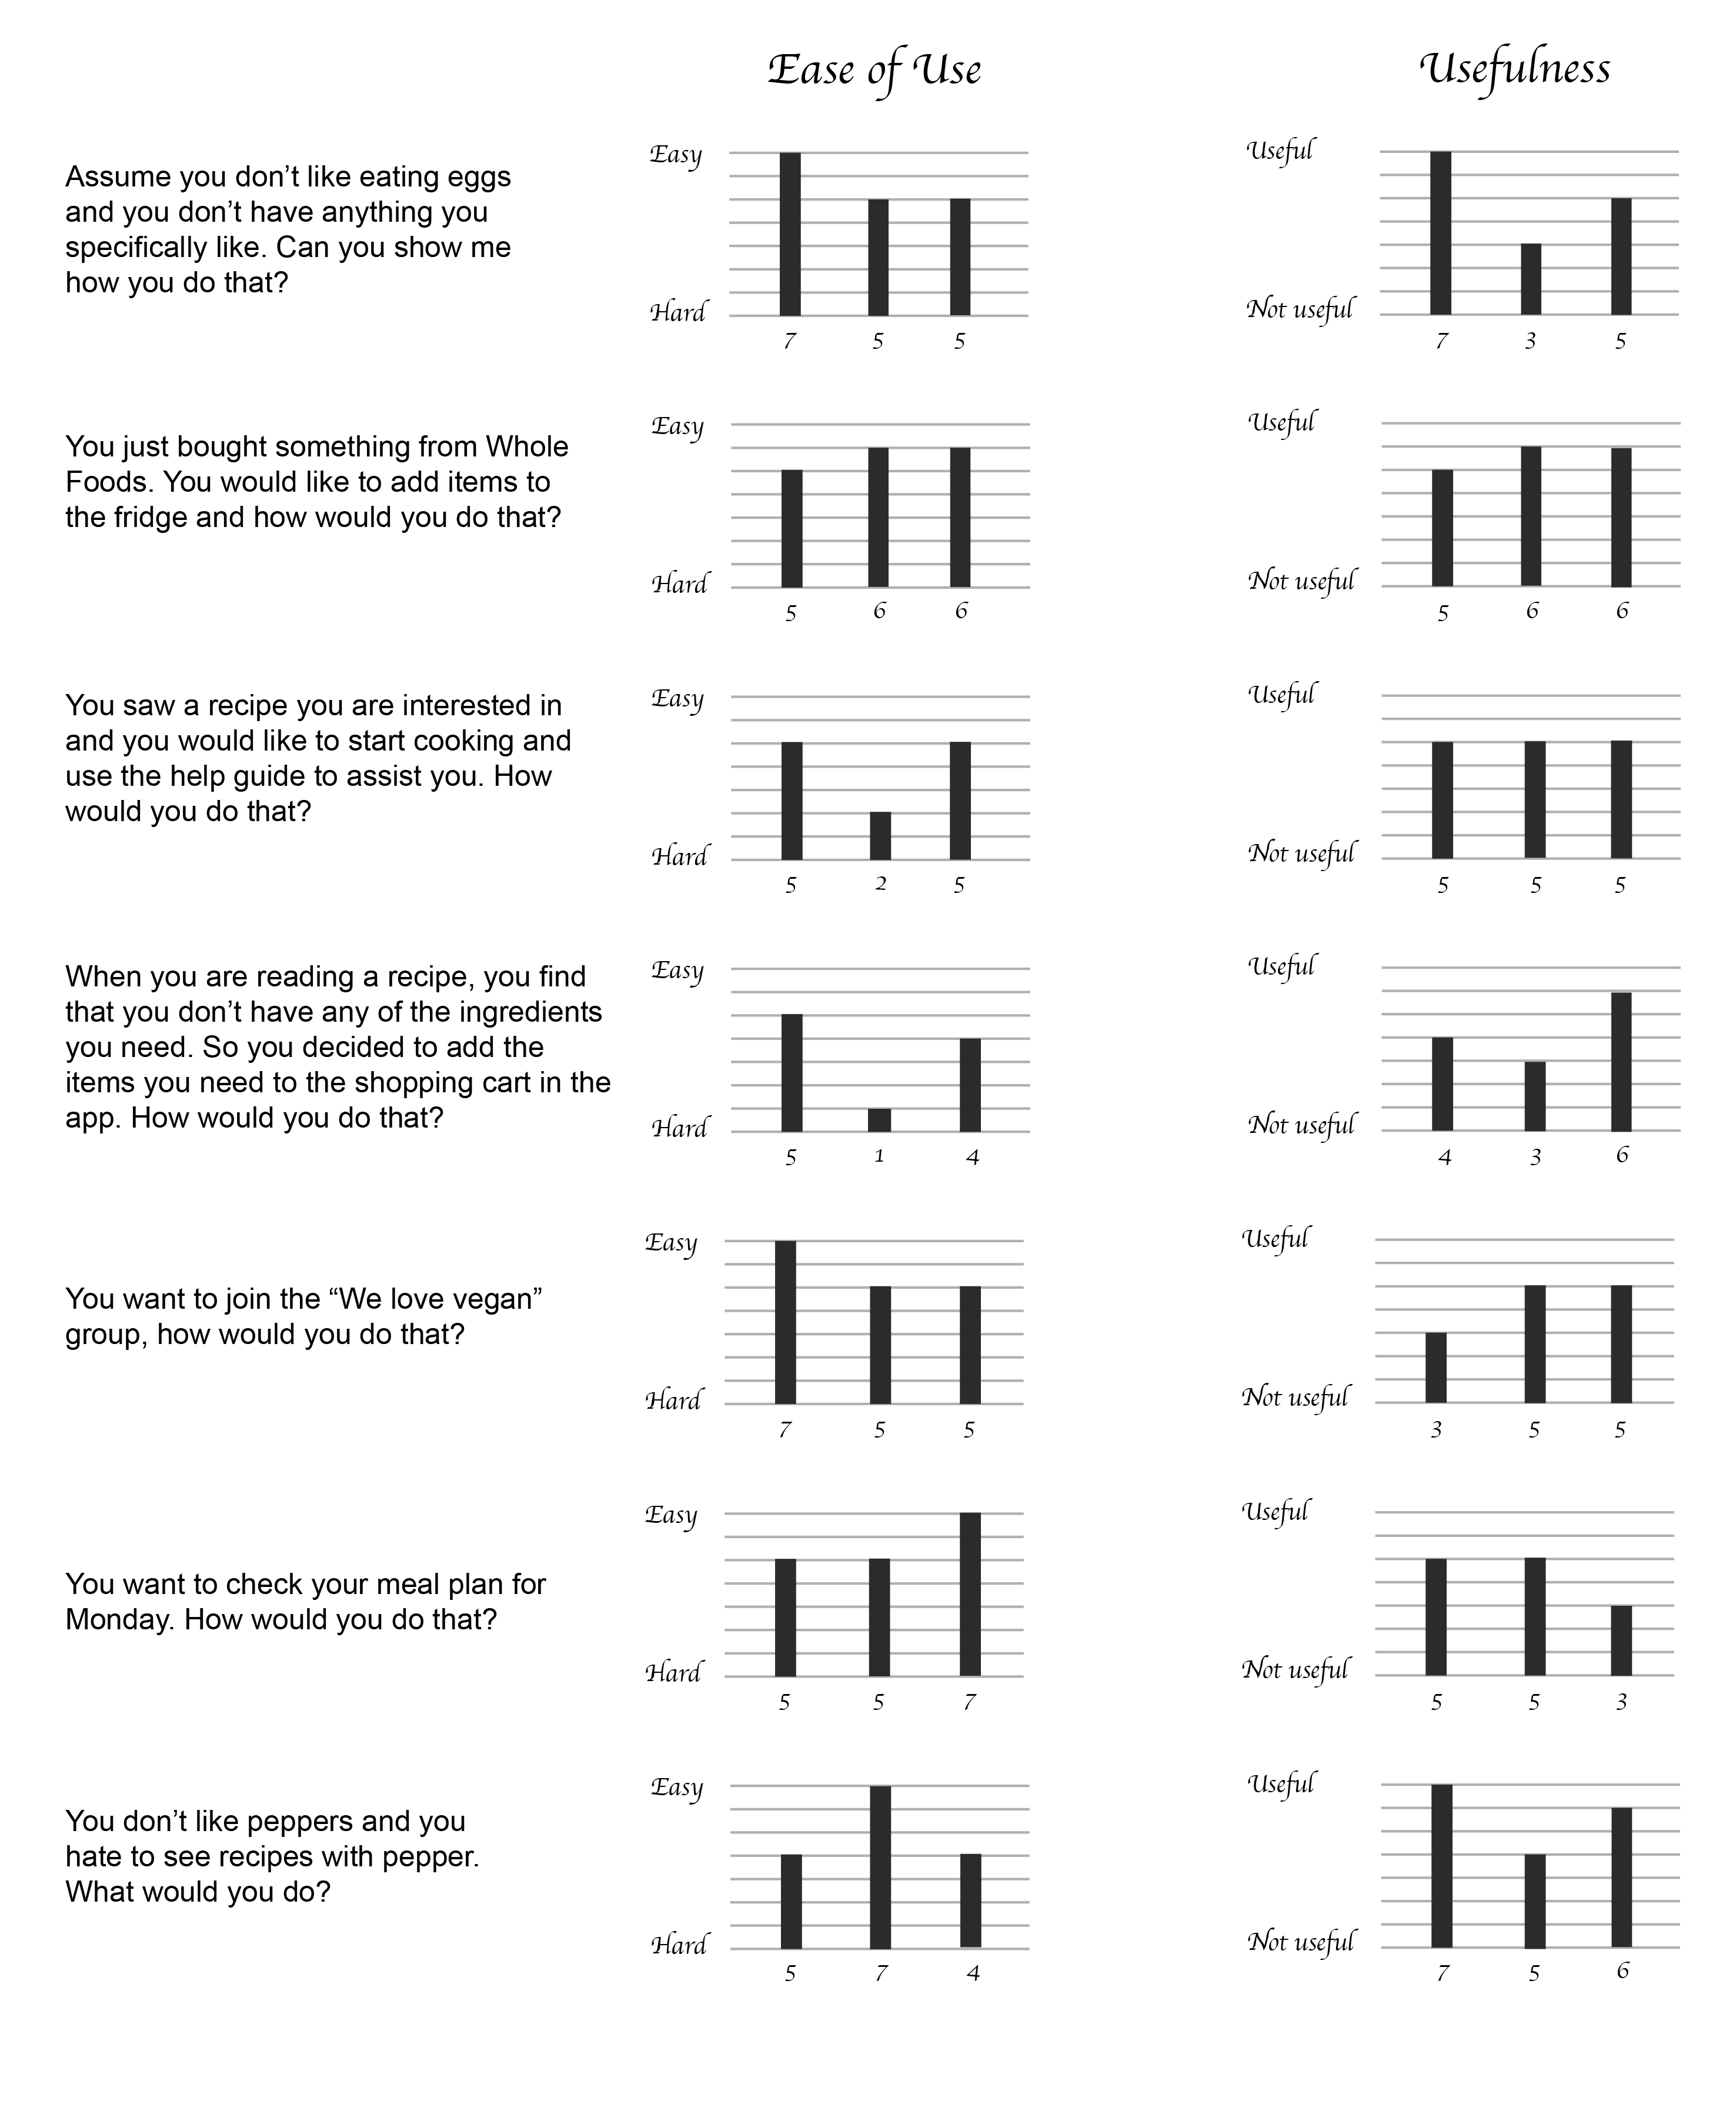 Ease of Use
Usefulness
Assume you don’t like eating eggs
and you don’t have anything you
specifically like. Can you show me
how you do that?
Easy
Hard
7 5 5
Useful
Not useful
7 3 5
You just bought something from Whole
Foods. You would like to add items to
the fridge and how would you do that?
Easy
Hard
5 6 6
Useful
Not useful
5 6 6
You saw a recipe you are interested in
and you would like to start cooking and
use the help guide to assist you. How
would you do that?
Easy
Hard
5 2 5
Useful
Not useful
5 5 5
When you are reading a recipe, you find
that you don’t have any of the ingredients
you need. So you decided to add the
items you need to the shopping cart in the
app. How would you do that?
Easy
Hard
5 1 4
Useful
Not useful
4 3 6
You want to join the “We love vegan”
group, how would you do that?
Easy
Hard
7 5 5
Useful
Not useful
3 5 5
You want to check your meal plan for
Monday. How would you do that?
Easy
Hard
5 5 7
Useful
Not useful
5 5 3
You don’t like peppers and you
hate to see recipes with pepper.
What would you do?
Easy
Hard
5 7 4
Useful
Not useful
7 5 6